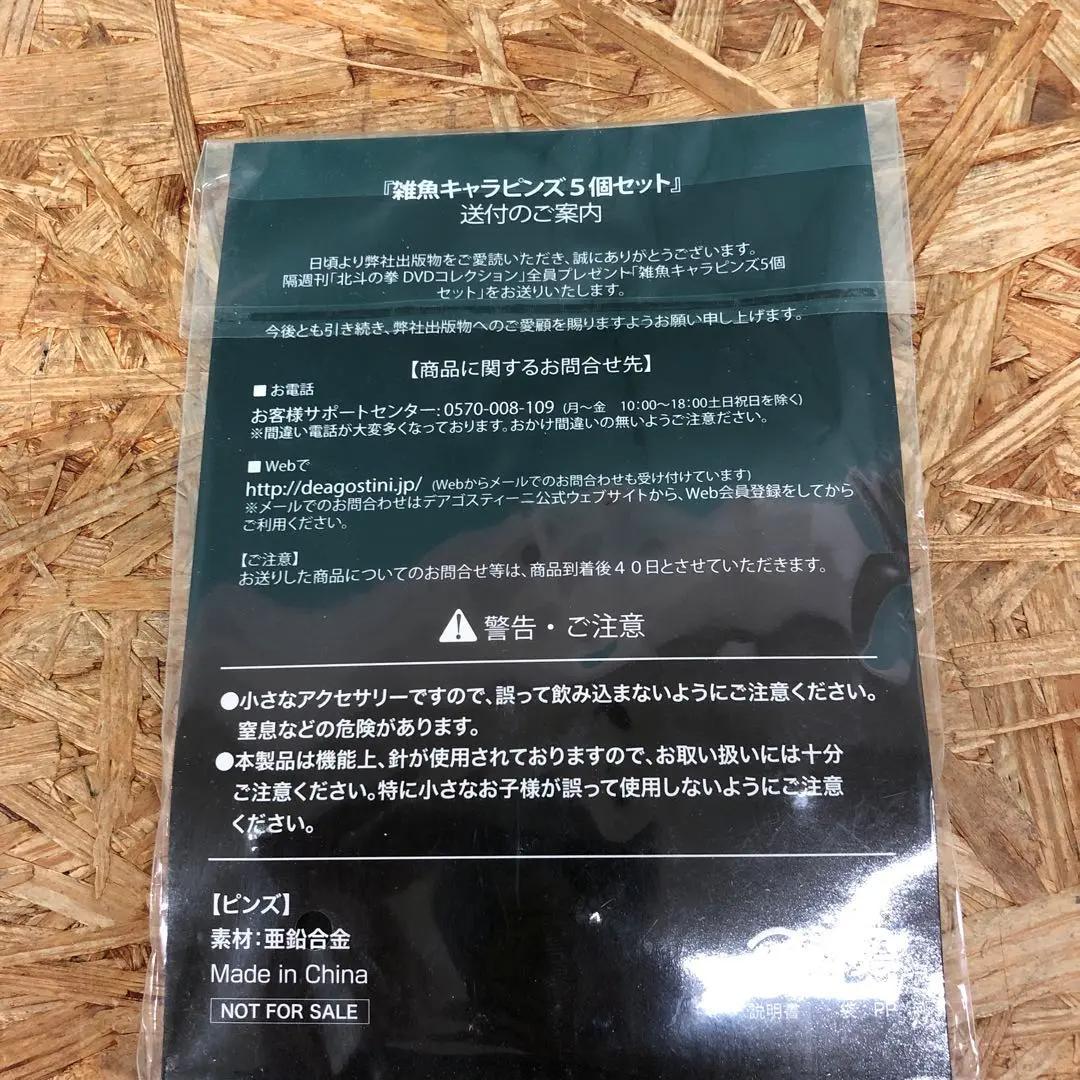 『雑魚キャラピンズ５個セット』
送付のご案内
日頃より弊社出版物をご愛読いただき、誠にありがとうございます。
隔週刊「北斗の拳 DVDコレクション」全員プレゼント「雑魚キャラピンズ5個
セット」をお送りいたします。
今後とも引き続き、弊社出版物へのご愛顧を賜りますようお願い申し上げます。
【商品に関するお問合せ先】
■ お電話
お客様サポートセンター：0570-008-109 (月〜金 10：00〜18：00土日祝日を除く)
※間違い電話が大変多くなっております。おかけ間違いの無いようご注意ださい。
■ Webで
http://deagostini.jp/ (Webからメールでのお問合わせも受け付けています)
※メールでのお問合わせはデアゴスティーニ公式ウェブサイトから、Web会員登録をしてから
ご利用ください。
【ご注意】
お送りした商品についてのお問合せ等は、商品到着後４０日とさせていただきます。
警告・ご注意
●小さなアクセサリーですので、誤って飲み込まないようにご注意ください。
窒息などの危険があります。
●本製品は機能上、針が使用されておりますので、お取い扱いには十分
ご注意ください。特に小さなお子様が誤って使用しないようにご注意
ください。
【ピンズ】
素材：亜鉛合金
Made in China
NOT FOR SALE
説明書 袋：PP